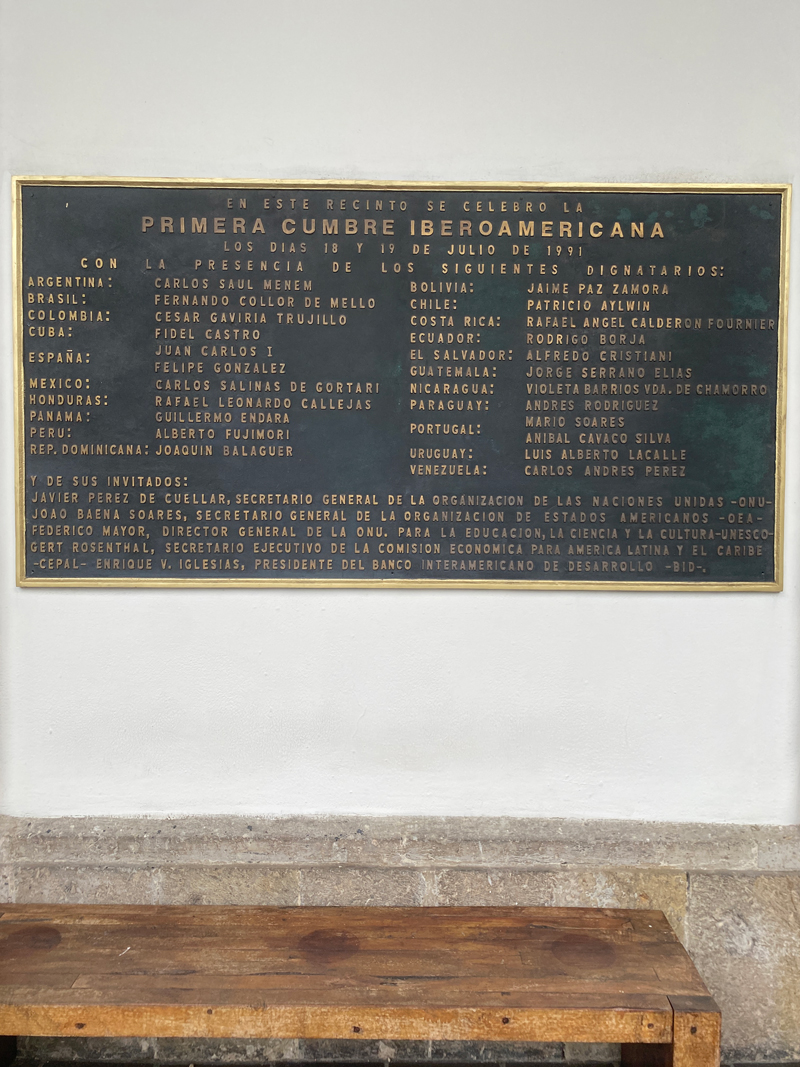 EN ESTE RECINTO SE CELEBRO LA
PRIMERA CUMBRE IBEROAMERICANA
LOS DIAS 18 Y 19 DE JULIO DE 1991
CON LA PRESENCIA DE LOS SIGUIENTES DIGNATARIOS:
ARGENTINA: CARLOS SAUL MENEM
BRASIL: FERNANDO COLLOR DE MELLO
COLOMBIA: CESAR GAVIRIA TRUJILLO
CUBA: FIDEL CASTRO
ESPAÑA: JUAN CARLOS I
FELIPE GONZALEZ
MEXICO: CARLOS SALINAS DE GORTARI
HONDURAS: RAFAEL LEONARDO CALLEJAS
PANAMA: GUILLERMO ENDARA
PERU: ALBERTO FUJIMORI
REP. DOMINICANA: JOAQUIN BALAGUER
BOLIVIA: JAIME PAZ ZAMORA
CHILE: PATRICIO AYLWIN
COSTA RICA: RAFAEL ANGEL CALDERON FOURNIER
ECUADOR: RODRIGO BORJA
EL SALVADOR: ALFREDO CRISTIANI
GUATEMALA: JORGE SERRANO ELIAS
NICARAGUA: VIOLETA BARRIOS VDA. DE CHAMORRO
PARAGUAY: ANDRES RODRIGUEZ
PORTUGAL: MARIO SOARES
ANIBAL CAVACO SILVA
URUGUAY: LUIS ALBERTO LACALLE
VENEZUELA: CARLOS ANDRES PEREZ
Y DE SUS INVITADOS:
JAVIER PEREZ DE CUELLAR, SECRETARIO GENERAL DE LA ORGANIZACION DE LAS NACIONES UNIDAS -ONU-
JOAO BAENA SOARES, SECRETARIO GENERAL DE LA ORGANIZACION DE ESTADOS AMERICANOS -OEA-
FEDERICO MAYOR, DIRECTOR GENERAL DE LA ONU. PARA LA EDUCACION, LA CIENCIA Y LA CULTURA-UNESCO-
GERT ROSENTHAL, SECRETARIO EJECUTIVO DE LA COMISION ECONOMICA PARA AMERICA LATINA Y EL CARIBE
-CEPAL- ENRIQUE V. IGLESIAS, PRESIDENTE DEL BANCO INTERAMERICANO DE DESARROLLO -BID-.